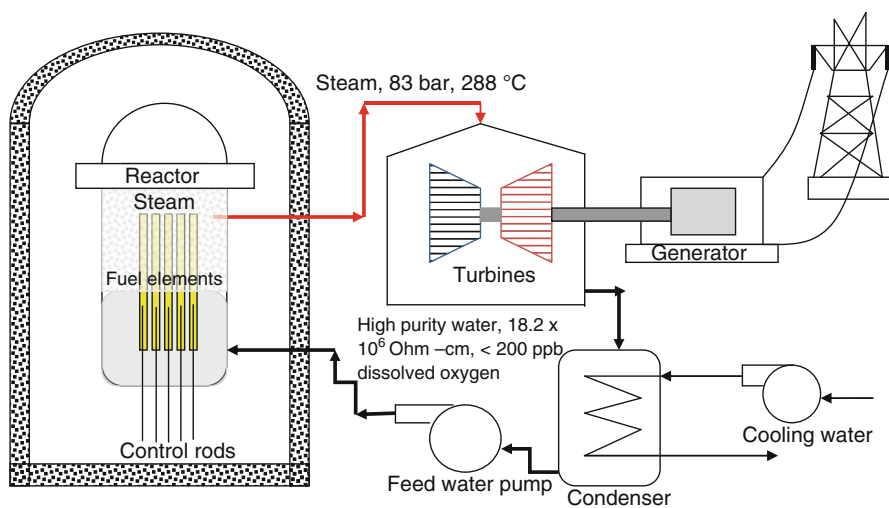 Steam, 83 bar, 288 °C
Reactor
Steam
Fuel elements
Control rods
Turbines
Generator
High purity water, 18.2 x
10⁶ Ohm –cm, < 200 ppb
dissolved oxygen
Cooling water
Feed water pump
Condenser